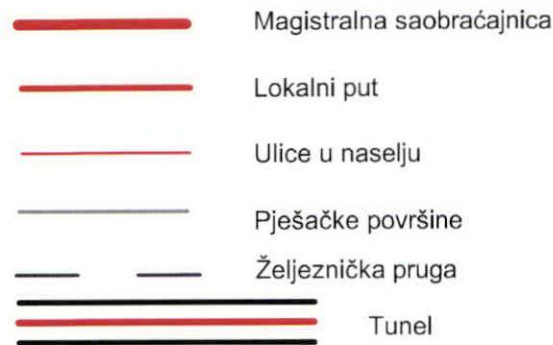 Magistralna saobraćajnica
Lokalni put
Ulice u naselju
Pješačke površine
Željeznička pruga
Tunel